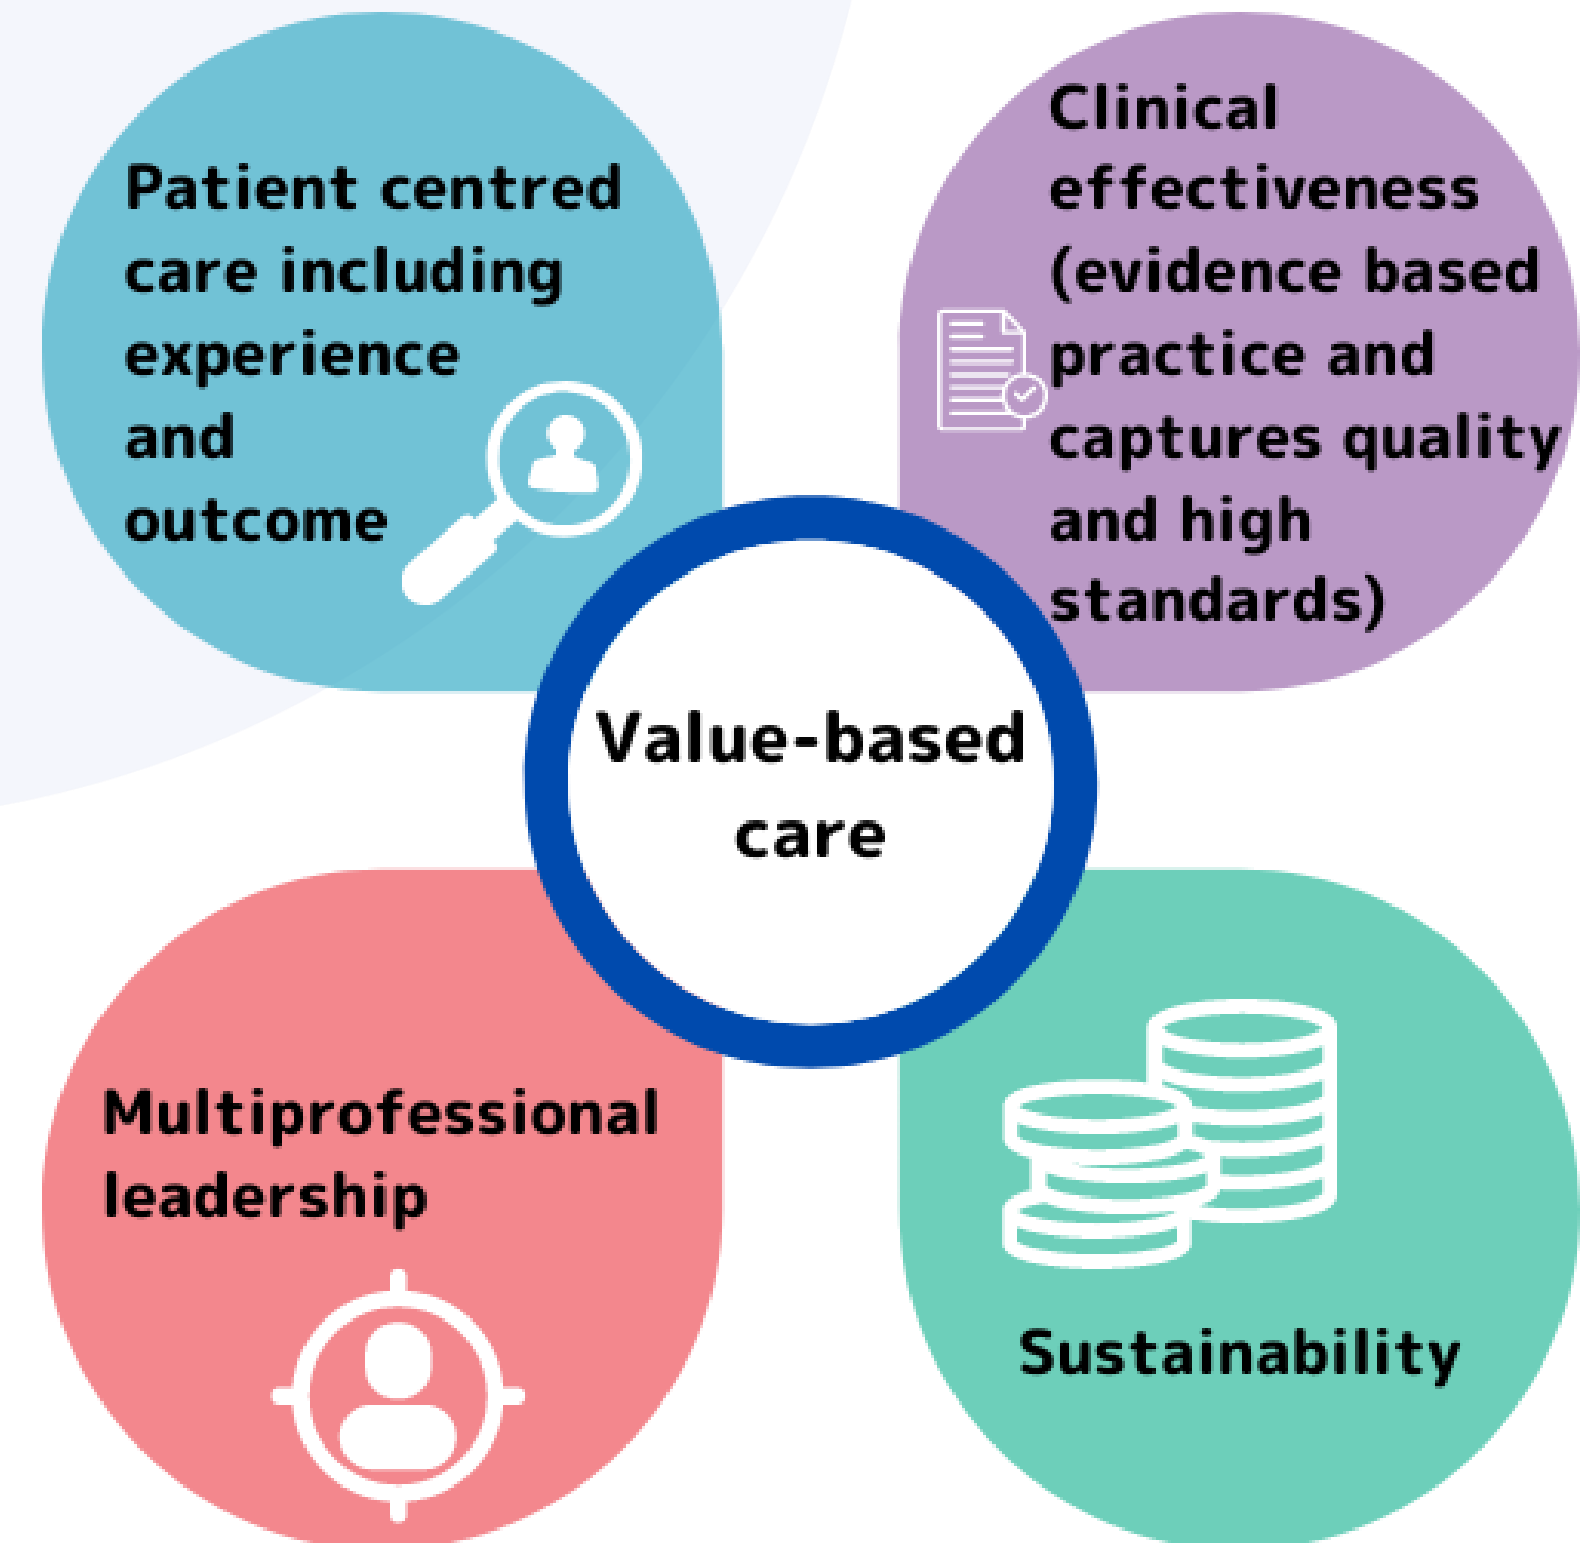 Patient centred
care including
experience
and
outcome
Clinical
effectiveness
(evidence based
practice and
captures quality
and high
standards)
Value-based
care
Multiprofessional
leadership
Sustainability